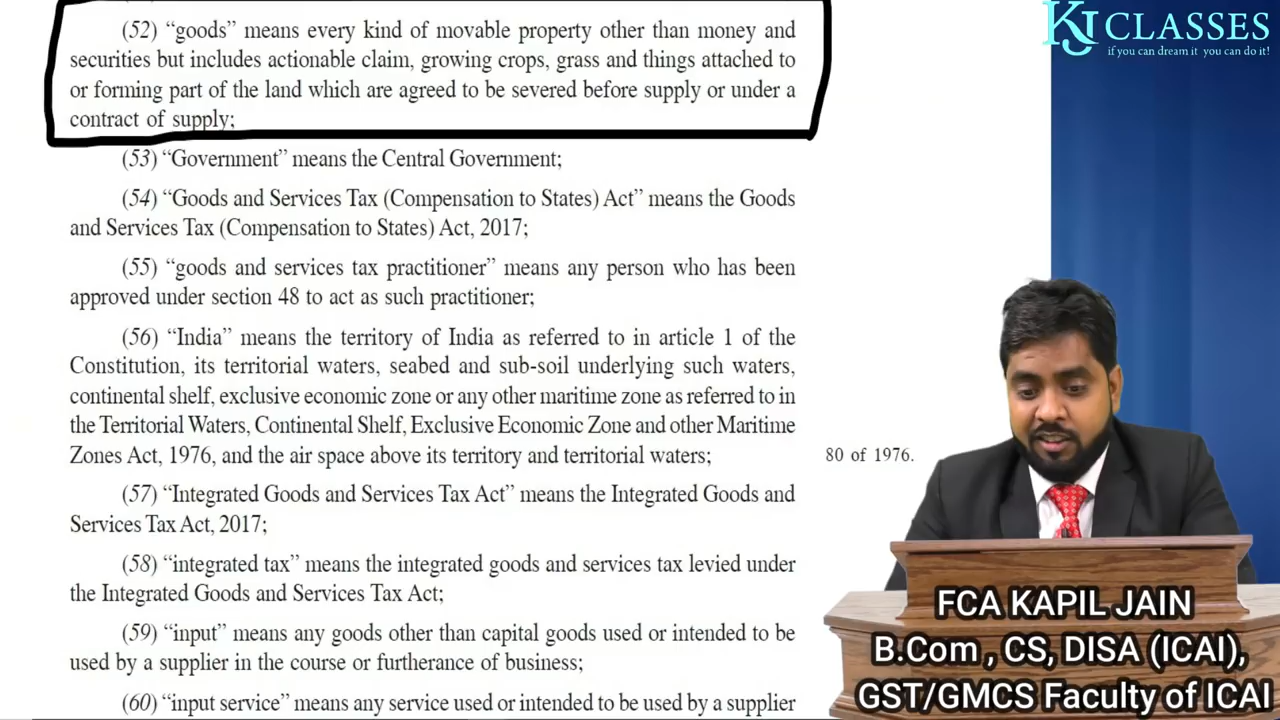 (52) “goods” means every kind of movable property other than money and
securities but includes actionable claim, growing crops, grass and things attached to
or forming part of the land which are agreed to be severed before supply or under a
contract of supply;
(53) “Government” means the Central Government;
(54) “Goods and Services Tax (Compensation to States) Act” means the Goods
and Services Tax (Compensation to States) Act, 2017;
(55) “goods and services tax practitioner” means any person who has been
approved under section 48 to act as such practitioner;
(56) “India” means the territory of India as referred to in article 1 of the
Constitution, its territorial waters, seabed and sub-soil underlying such waters,
continental shelf, exclusive economic zone or any other maritime zone as referred to in
the Territorial Waters, Continental Shelf, Exclusive Economic Zone and other Maritime
Zones Act, 1976, and the air space above its territory and territorial waters;
80 of 1976.
(57) “Integrated Goods and Services Tax Act” means the Integrated Goods and
Services Tax Act, 2017;
(58) “integrated tax” means the integrated goods and services tax levied under
the Integrated Goods and Services Tax Act;
(59) “input” means any goods other than capital goods used or intended to be
used by a supplier in the course or furtherance of business;
(60) “input service” means any service used or intended to be used by a supplier
KJ CLASSES
if you can dream it you can do it!
FCA KAPIL JAIN
B.Com , CS, DISA (ICAI),
GST/GMCS Faculty of ICAI